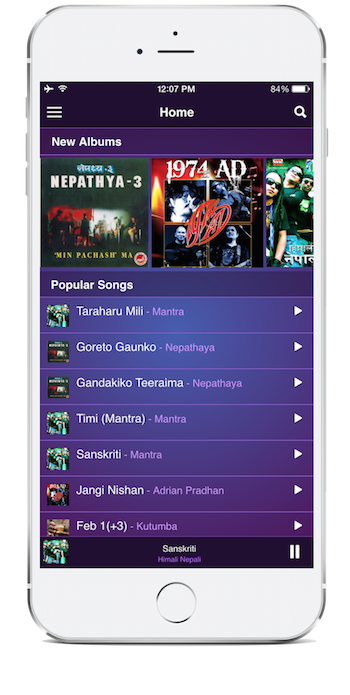 12:07 PM
84%
Home
New Albums
नेपथ्य -३
NEPATHYA-3
'MIN PACHASH' MA
1974 AD
हिमाल
नेपाल
Popular Songs
Taraharu Mili - Mantra
Goreto Gaunko - Nepathaya
Gandakiko Teeraima - Nepathaya
Timi (Mantra) - Mantra
Sanskriti - Mantra
Jangi Nishan - Adrian Pradhan
Feb 1(+3) - Kutumba
Sanskriti
Himali Nepali